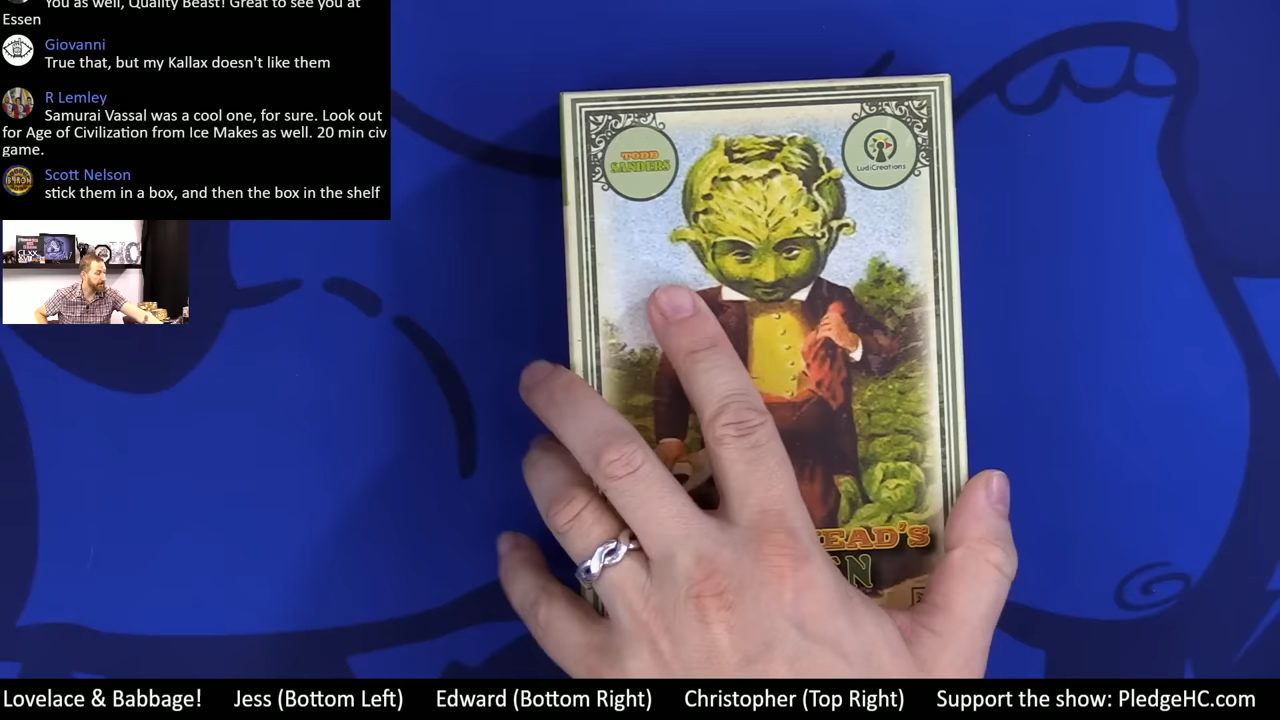 You as well, Quality Beast! Great to see you at
Essen
Giovanni
True that, but my Kallax doesn't like them
R Lemley
Samurai Vassal was a cool one, for sure. Look out
for Age of Civilization from Ice Makes as well. 20 min civ
game.
Scott Nelson
stick them in a box, and then the box in the shelf
TODD
SANDERS
LudiCreations
HEAD'S
EN
Lovelace & Babbage! Jess (Bottom Left) Edward (Bottom Right) Christopher (Top Right) Support the show: PledgeHC.com